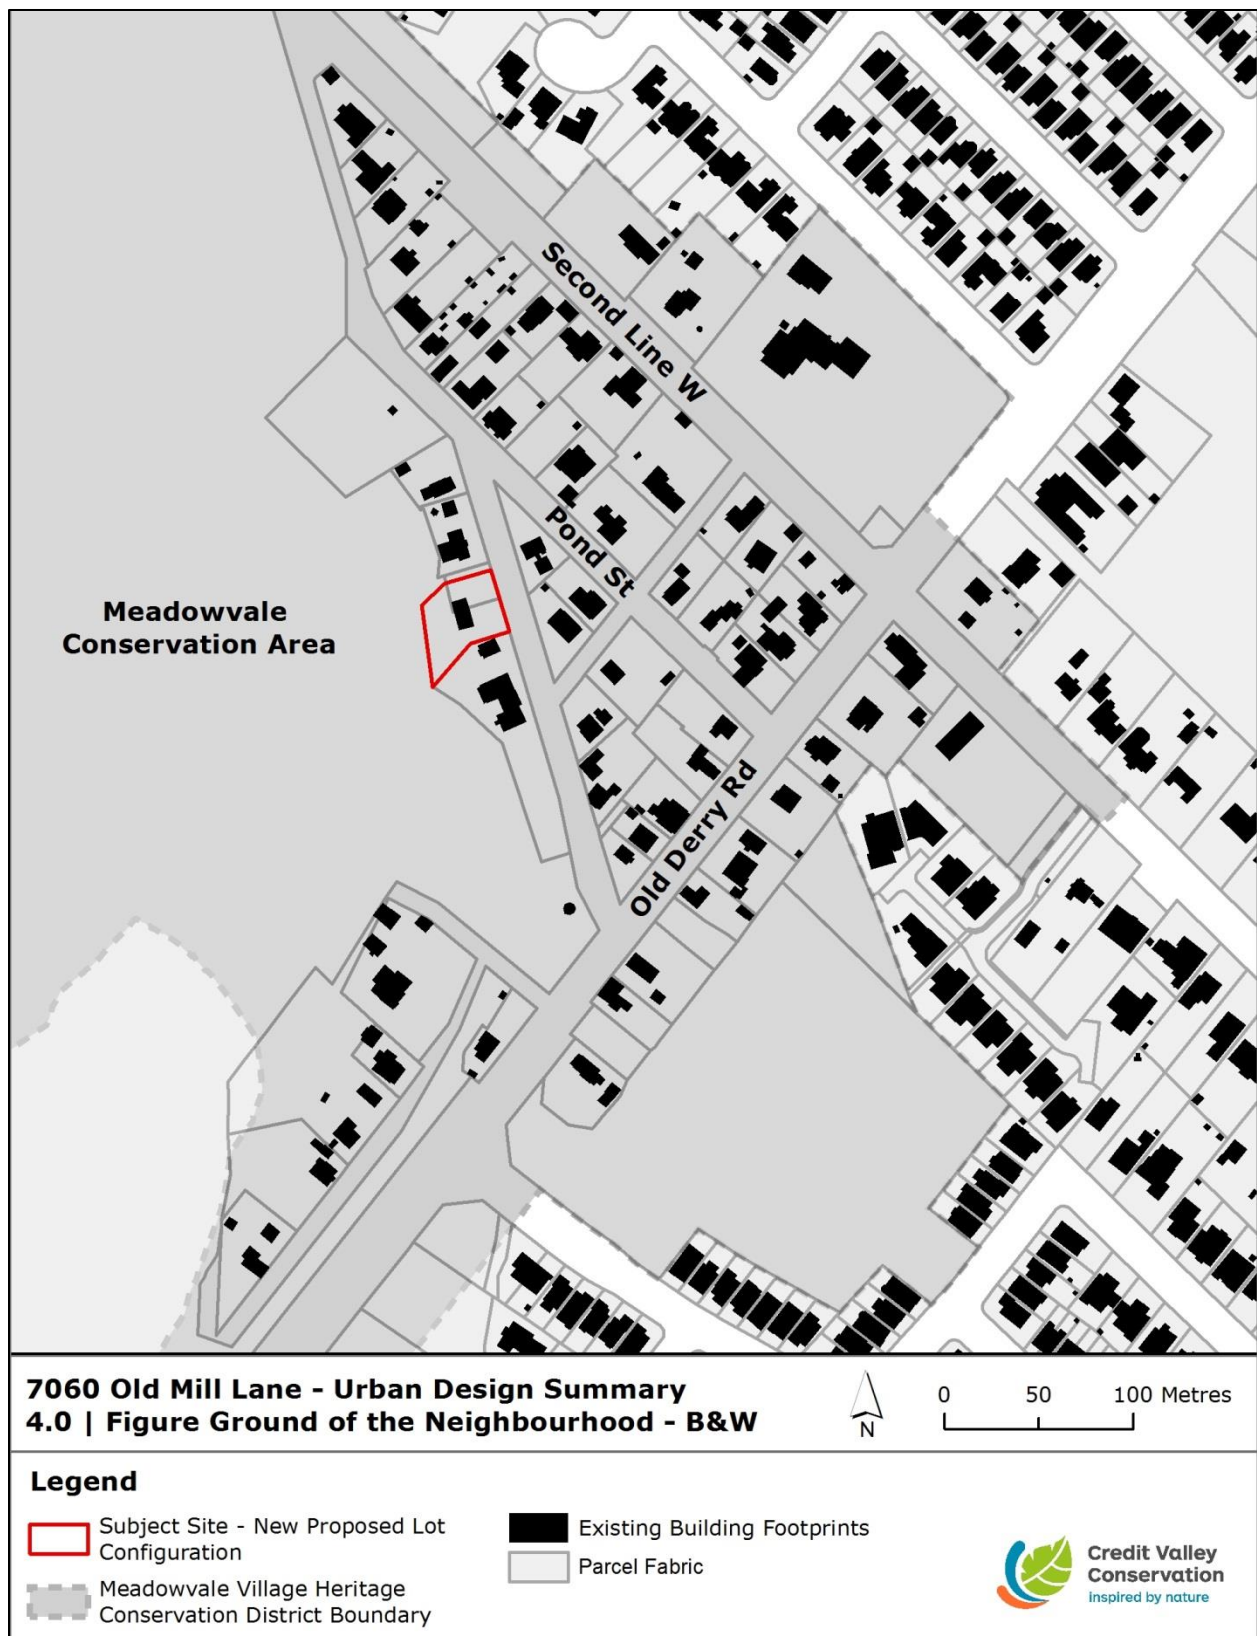 Second Line W
Pond St
Meadowvale
Conservation Area
Old Derry Rd
7060 Old Mill Lane - Urban Design Summary
4.0 | Figure Ground of the Neighbourhood - B&W
N
0 50 100 Metres
Legend
Subject Site - New Proposed Lot
Configuration
Meadowvale Village Heritage
Conservation District Boundary
Existing Building Footprints
Parcel Fabric
Credit Valley
Conservation
inspired by nature